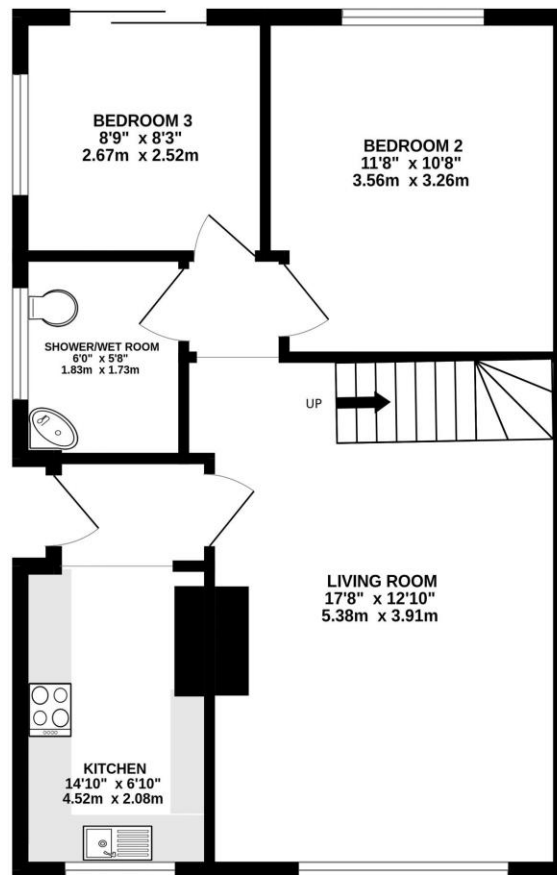 BEDROOM 3
8'9" x 8'3"
2.67m x 2.52m
BEDROOM 2
11'8" x 10'8"
3.56m x 3.26m
SHOWER/WET ROOM
6'0" x 5'8"
1.83m x 1.73m
UP
LIVING ROOM
17'8" x 12'10"
5.38m x 3.91m
KITCHEN
14'10" x 6'10"
4.52m x 2.08m